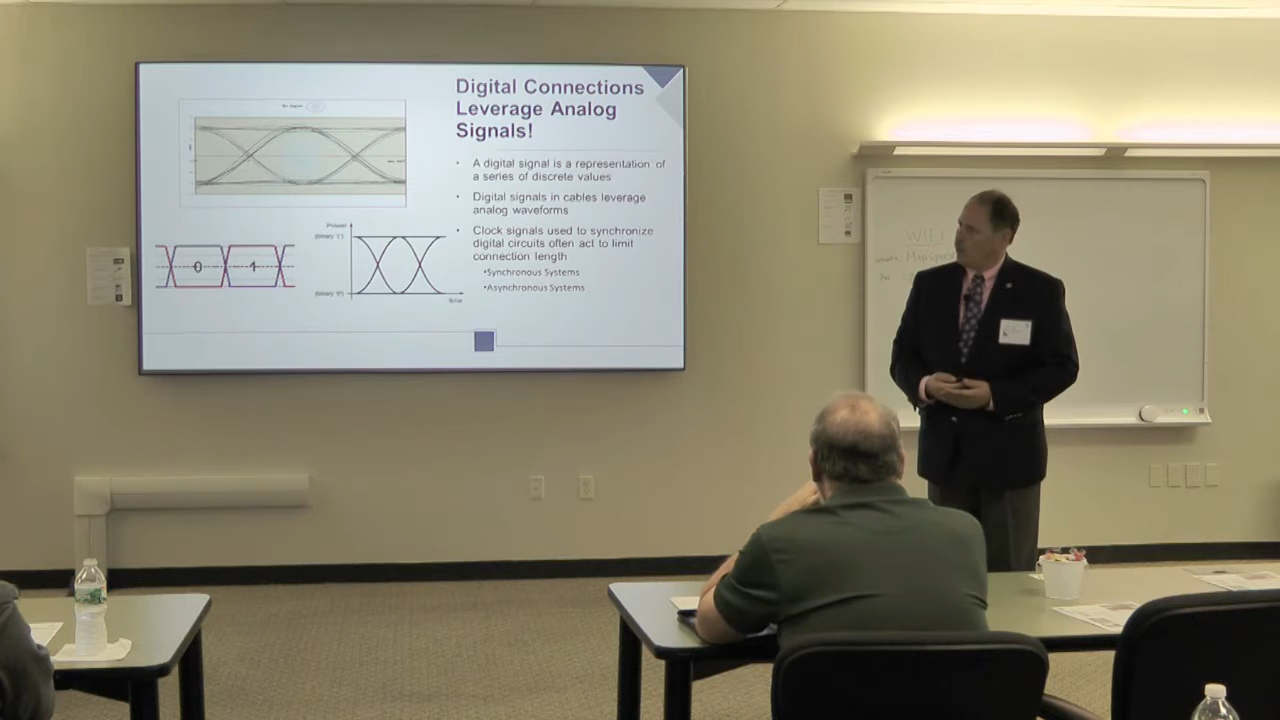 Digital Connections
Leverage Analog
Signals!
• A digital signal is a representation of
a series of discrete values
• Digital signals in cables leverage
analog waveforms
• Clock signals used to synchronize
digital circuits often act to limit
connection length
•Synchronous Systems
•Asynchronous Systems
0 1
Power
(binary '1')
(binary '0')
Time
WIFI